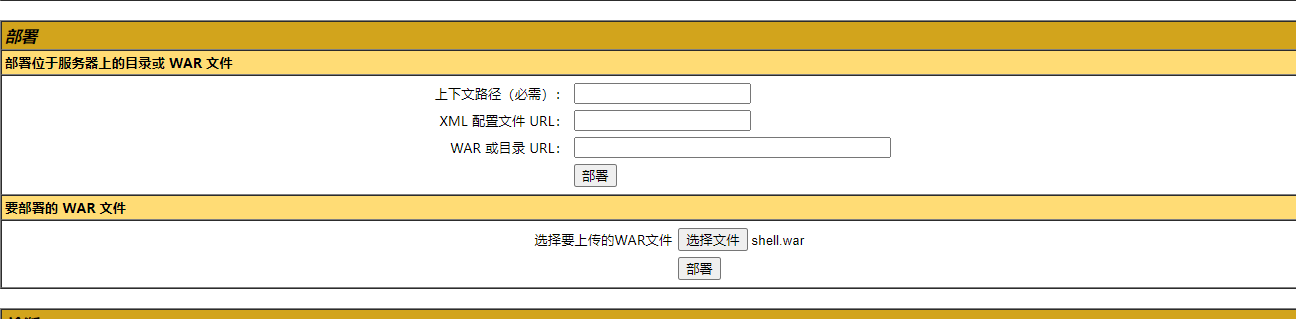 部署
部署位于服务器上的目录或 WAR 文件
上下文路径（必需）：
XML 配置文件 URL：
WAR 或目录 URL：
部署
要部署的 WAR 文件
选择要上传的WAR文件 选择文件 shell.war
部署